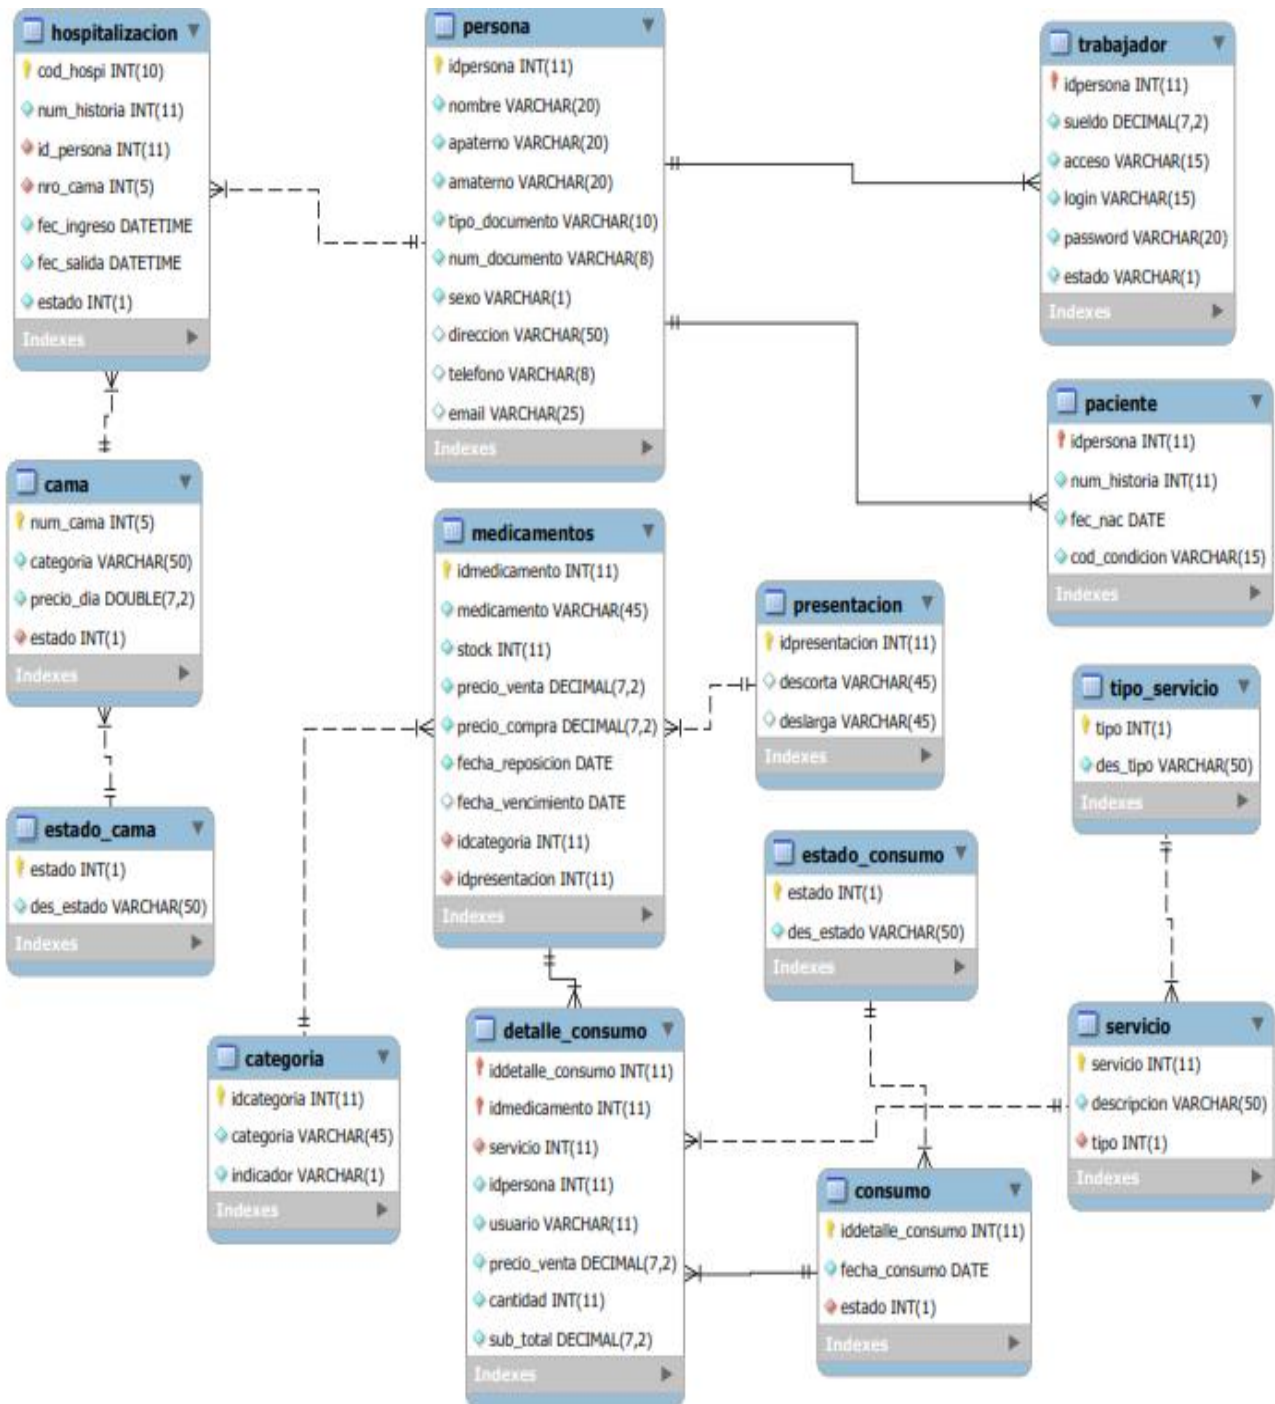 hospitalizacion
cod_hospi INT(10)
num_historia INT(11)
id_persona INT(11)
nro_cama INT(5)
fec_ingreso DATETIME
fec_salida DATETIME
estado INT(1)
Indexes
persona
idpersona INT(11)
nombre VARCHAR(20)
apaterno VARCHAR(20)
amaterno VARCHAR(20)
tipo_documento VARCHAR(10)
num_documento VARCHAR(8)
sexo VARCHAR(1)
direccion VARCHAR(50)
telefono VARCHAR(8)
email VARCHAR(25)
Indexes
trabajador
idpersona INT(11)
sueldo DECIMAL(7,2)
acceso VARCHAR(15)
login VARCHAR(15)
password VARCHAR(20)
estado VARCHAR(1)
Indexes
paciente
idpersona INT(11)
num_historia INT(11)
fec_nac DATE
cod_condicion VARCHAR(15)
Indexes
cama
num_cama INT(5)
categoria VARCHAR(50)
precio_dia DOUBLE(7,2)
estado INT(1)
Indexes
medicamentos
idmedicamento INT(11)
medicamento VARCHAR(45)
stock INT(11)
precio_venta DECIMAL(7,2)
precio_compra DECIMAL(7,2)
fecha_reposicion DATE
fecha_vencimiento DATE
idcategoria INT(11)
idpresentacion INT(11)
Indexes
presentacion
idpresentacion INT(11)
descorta VARCHAR(45)
deslarga VARCHAR(45)
Indexes
tipo_servicio
tipo INT(1)
des_tipo VARCHAR(50)
Indexes
estado_cama
estado INT(1)
des_estado VARCHAR(50)
Indexes
estado_consumo
estado INT(1)
des_estado VARCHAR(50)
Indexes
categoria
idcategoria INT(11)
categoria VARCHAR(45)
indicador VARCHAR(1)
Indexes
detalle_consumo
iddetalle_consumo INT(11)
idmedicamento INT(11)
servicio INT(11)
idpersona INT(11)
usuario VARCHAR(11)
precio_venta DECIMAL(7,2)
cantidad INT(11)
sub_total DECIMAL(7,2)
Indexes
servicio
servicio INT(11)
descripcion VARCHAR(50)
tipo INT(1)
Indexes
consumo
iddetalle_consumo INT(11)
fecha_consumo DATE
estado INT(1)
Indexes